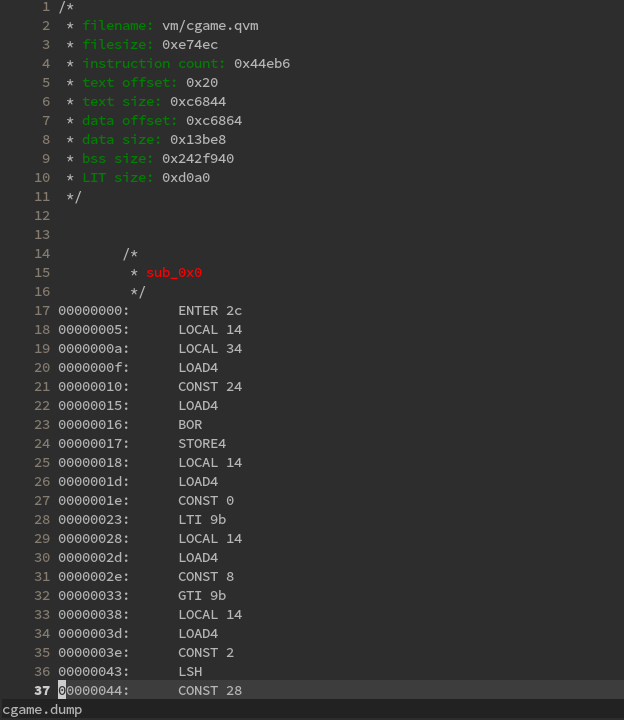 1 /*
2  * filename: vm/cgame.qvm
3  * filesize: 0xe74ec
4  * instruction count: 0x44eb6
5  * text offset: 0x20
6  * text size: 0xc6844
7  * data offset: 0xc6864
8  * data size: 0x13be8
9  * bss size: 0x242f940
10  * LIT size: 0xd0a0
11  */
12
13
14         /*
15          * sub_0x0
16          */
17 00000000:      ENTER 2c
18 00000005:      LOCAL 14
19 0000000a:      LOCAL 34
20 0000000f:      LOAD4
21 00000010:      CONST 24
22 00000015:      LOAD4
23 00000016:      BOR
24 00000017:      STORE4
25 00000018:      LOCAL 14
26 0000001d:      LOAD4
27 0000001e:      CONST 0
28 00000023:      LTI 9b
29 00000028:      LOCAL 14
30 0000002d:      LOAD4
31 0000002e:      CONST 8
32 00000033:      GTI 9b
33 00000038:      LOCAL 14
34 0000003d:      LOAD4
35 0000003e:      CONST 2
36 00000043:      LSH
37 00000044:      CONST 28
cgame.dump